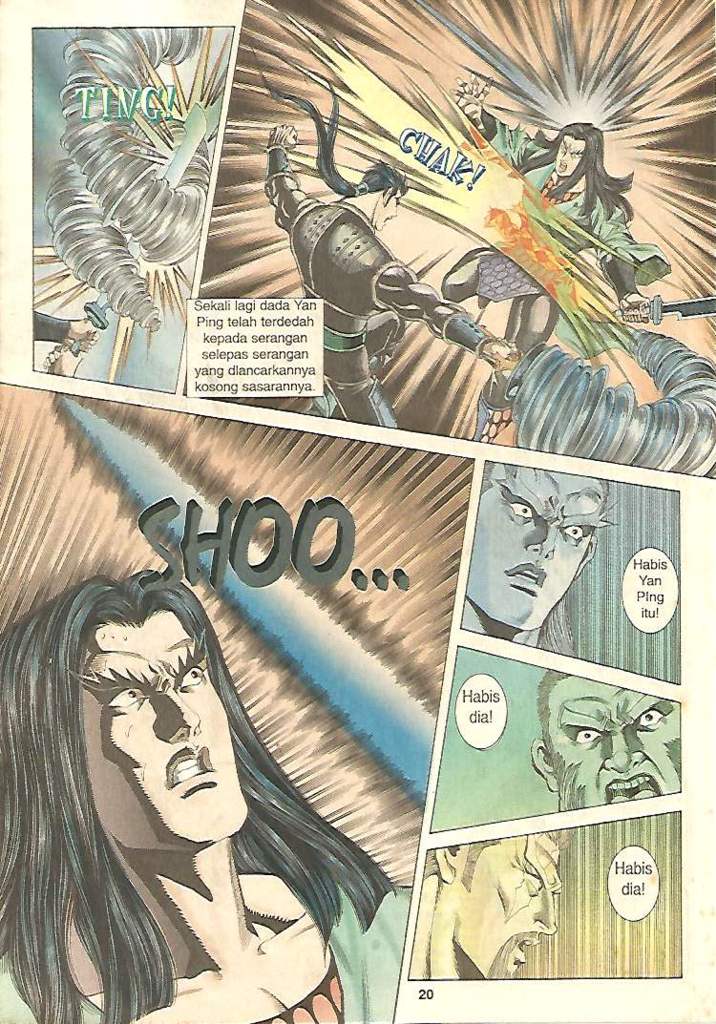 TING!
CHAK!
Sekali lagi dada Yan
Ping telah terdedah
kepada serangan
selepas serangan
yang dlancarkannya
kosong sasarannya.
SHOO...
Habis
Yan
PIng
itu!
Habis
dia!
Habis
dia!
20